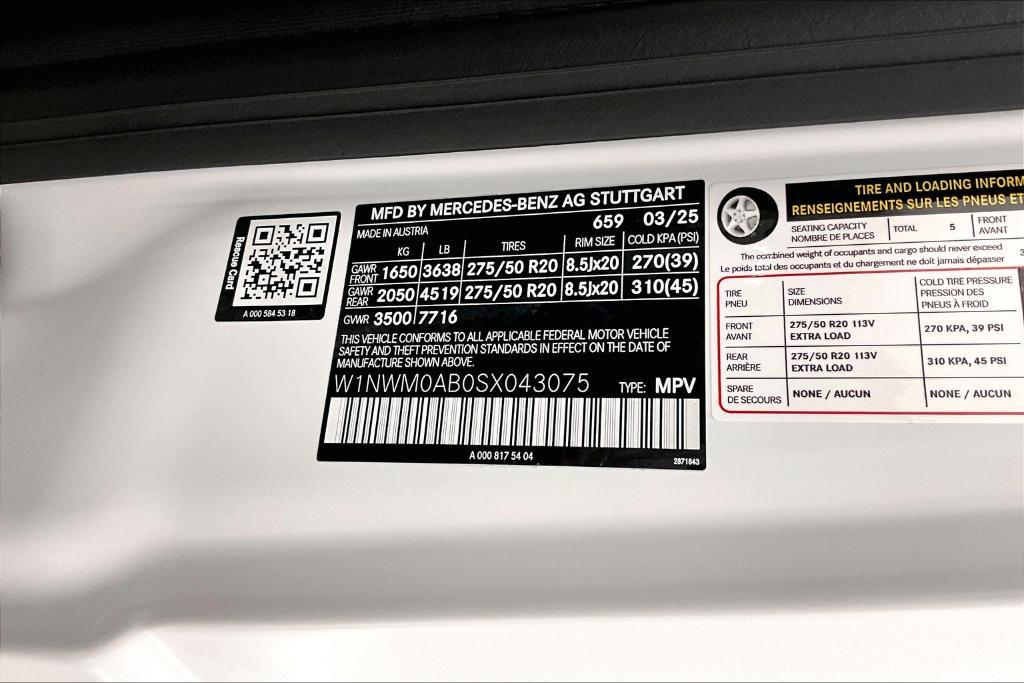 Rescue Card
A 000 584 53 18
MFD BY MERCEDES-BENZ AG STUTTGART
MADE IN AUSTRIA 659 03/25
KG LB TIRES RIM SIZE COLD KPA (PSI)
GAWR FRONT 1650 3638 275/50 R20 8.5Jx20 270(39)
GAWR REAR 2050 4519 275/50 R20 8.5Jx20 310(45)
GVWR 3500 7716
THIS VEHICLE CONFORMS TO ALL APPLICABLE FEDERAL MOTOR VEHICLE
SAFETY AND THEFT PREVENTION STANDARDS IN EFFECT ON THE DATE OF
MANUFACTURE SHOWN ABOVE.
W1NWM0AB0SX043075 TYPE: MPV
A 000 817 54 04
2871843
TIRE AND LOADING INFORM
RENSEIGNEMENTS SUR LES PNEUS ET
SEATING CAPACITY
NOMBRE DE PLACES
TOTAL 5
FRONT
AVANT
The combined weight of occupants and cargo should never exceed
Le poids total des occupants et du chargement ne doit jamais dépasser
TIRE
PNEU
SIZE
DIMENSIONS
COLD TIRE PRESSURE
PRESSION DES
PNEUS À FROID
FRONT
AVANT
275/50 R20 113V
EXTRA LOAD
270 KPA, 39 PSI
REAR
ARRIÈRE
275/50 R20 113V
EXTRA LOAD
310 KPA, 45 PSI
SPARE
DE SECOURS
NONE / AUCUN
NONE / AUCUN